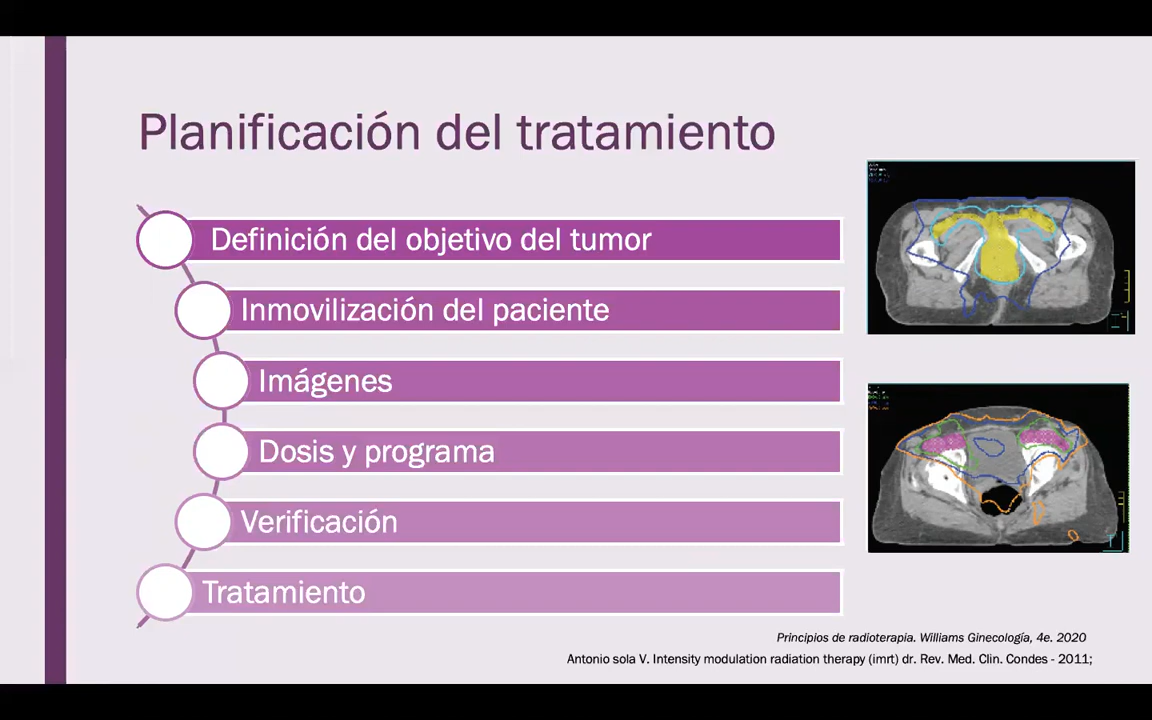 Planificación del tratamiento
Definición del objetivo del tumor
Inmovilización del paciente
Imágenes
Dosis y programa
Verificación
Tratamiento
Principios de radioterapia. Williams Ginecología, 4e. 2020
Antonio sola V. Intensity modulation radiation therapy (imrt) dr. Rev. Med. Clin. Condes - 2011;